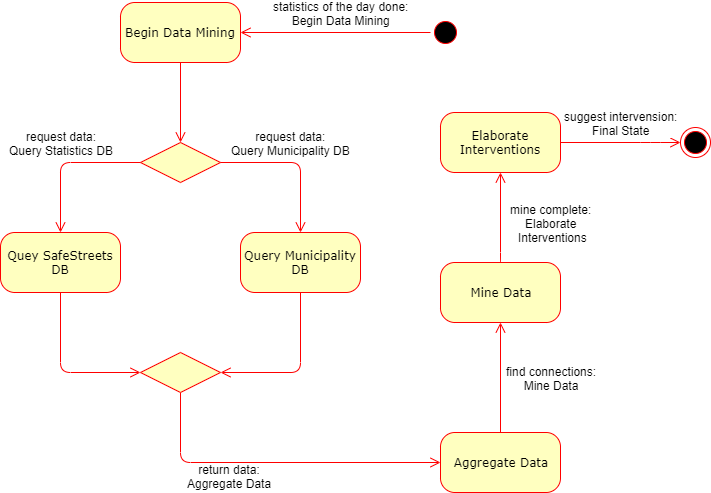 statistics of the day done:
Begin Data Mining
Begin Data Mining
request data:
Query Statistics DB
request data:
Query Municipality DB
Quey SafeStreets
DB
Query Municipality
DB
return data:
Aggregate Data
Aggregate Data
find connections:
Mine Data
Mine Data
mine complete:
Elaborate
Interventions
Elaborate
Interventions
suggest intervension:
Final State